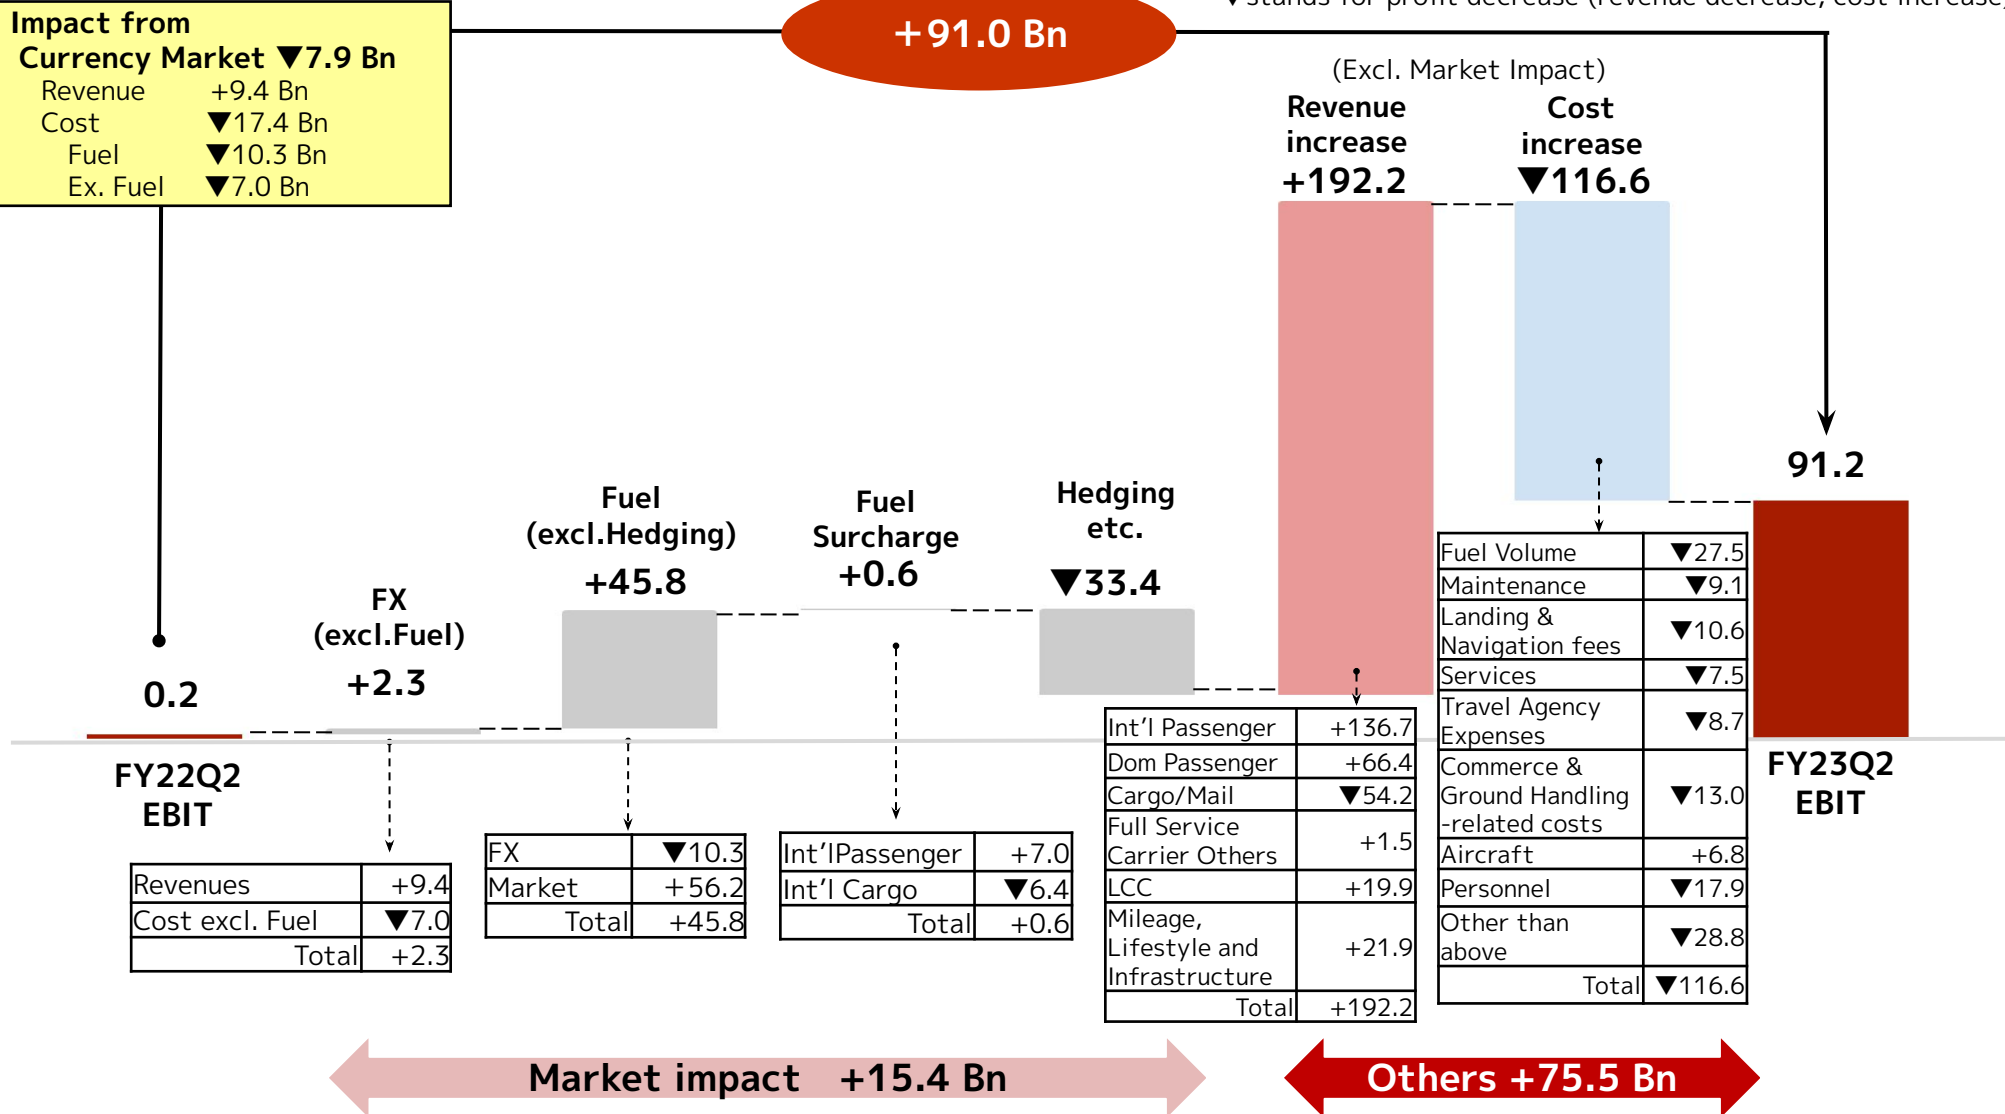 ▼stands for profit decrease (revenue decrease, cost increase)
Impact from
Currency Market ▼7.9 Bn
Revenue +9.4 Bn
Cost ▼17.4 Bn
Fuel ▼10.3 Bn
Ex. Fuel ▼7.0 Bn
+91.0 Bn
(Excl. Market Impact)
Revenue
increase
+192.2
Cost
increase
▼116.6
91.2
Fuel
(excl.Hedging)
+45.8
Fuel
Surcharge
+0.6
Hedging
etc.
▼33.4
FX
(excl.Fuel)
+2.3
0.2
FY22Q2
EBIT
FY23Q2
EBIT
Revenues +9.4
Cost excl. Fuel ▼7.0
Total +2.3
FX ▼10.3
Market +56.2
Total +45.8
Int'lPassenger +7.0
Int'l Cargo ▼6.4
Total +0.6
Int'l Passenger +136.7
Dom Passenger +66.4
Cargo/Mail ▼54.2
Full Service
Carrier Others +1.5
LCC +19.9
Mileage,
Lifestyle and +21.9
Infrastructure
Total +192.2
Fuel Volume ▼27.5
Maintenance ▼9.1
Landing &
Navigation fees ▼10.6
Services ▼7.5
Travel Agency
Expenses ▼8.7
Commerce &
Ground Handling ▼13.0
-related costs
Aircraft +6.8
Personnel ▼17.9
Other than
above ▼28.8
Total ▼116.6
Market impact +15.4 Bn
Others +75.5 Bn